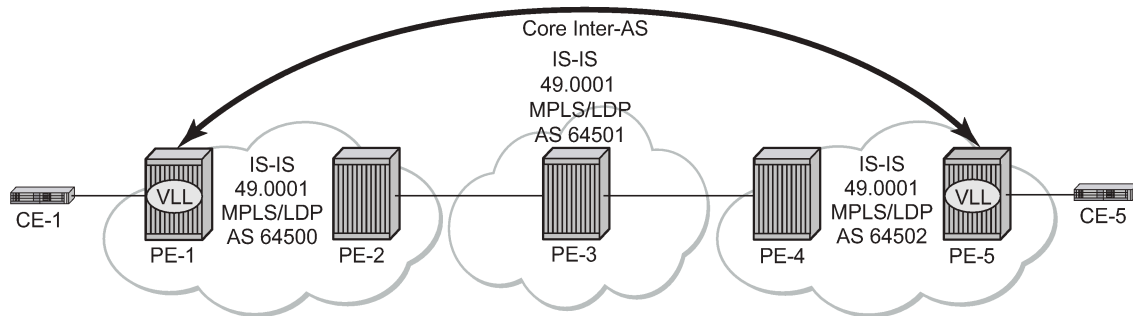 Core Inter-AS
IS-IS
49.0001
MPLS/LDP
AS 64501
CE-1
VLL
PE-1
IS-IS
49.0001
MPLS/LDP
AS 64500
PE-2
PE-3
PE-4
IS-IS
49.0001
MPLS/LDP
AS 64502
VLL
PE-5
CE-5